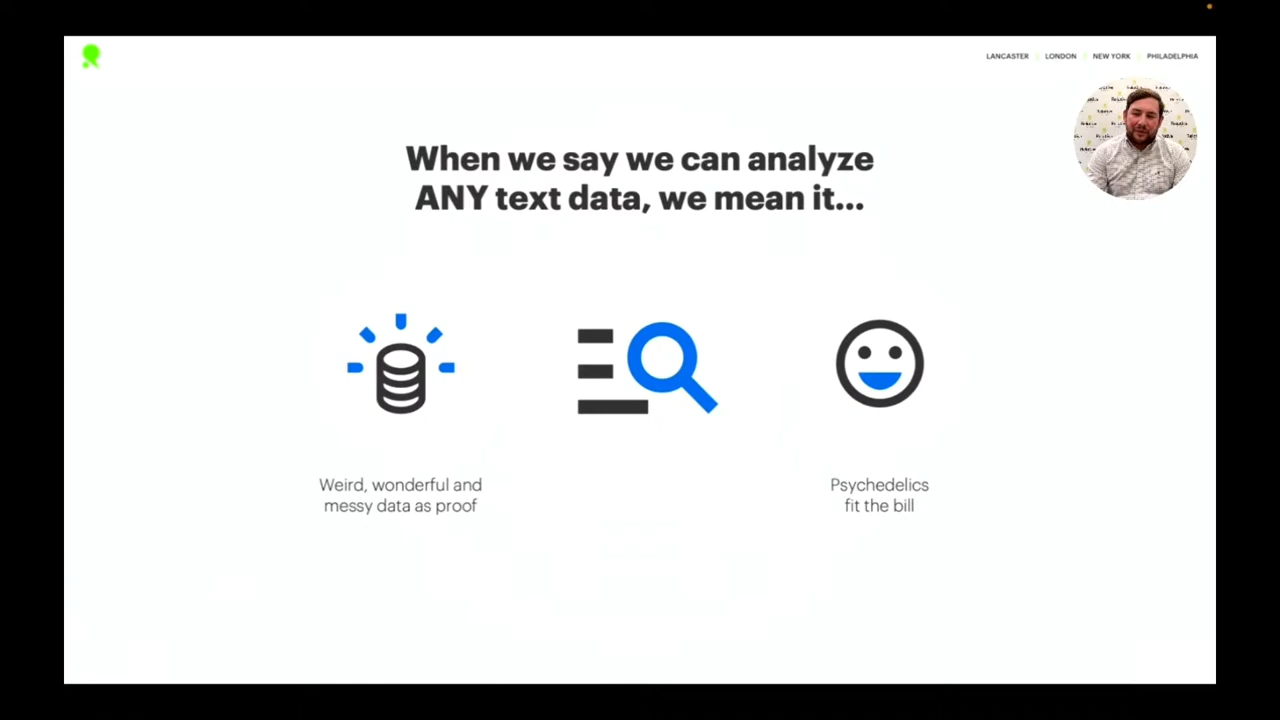 LANCASTER LONDON NEW YORK PHILADELPHIA
When we say we can analyze
ANY text data, we mean it...
Weird, wonderful and
messy data as proof
Psychedelics
fit the bill